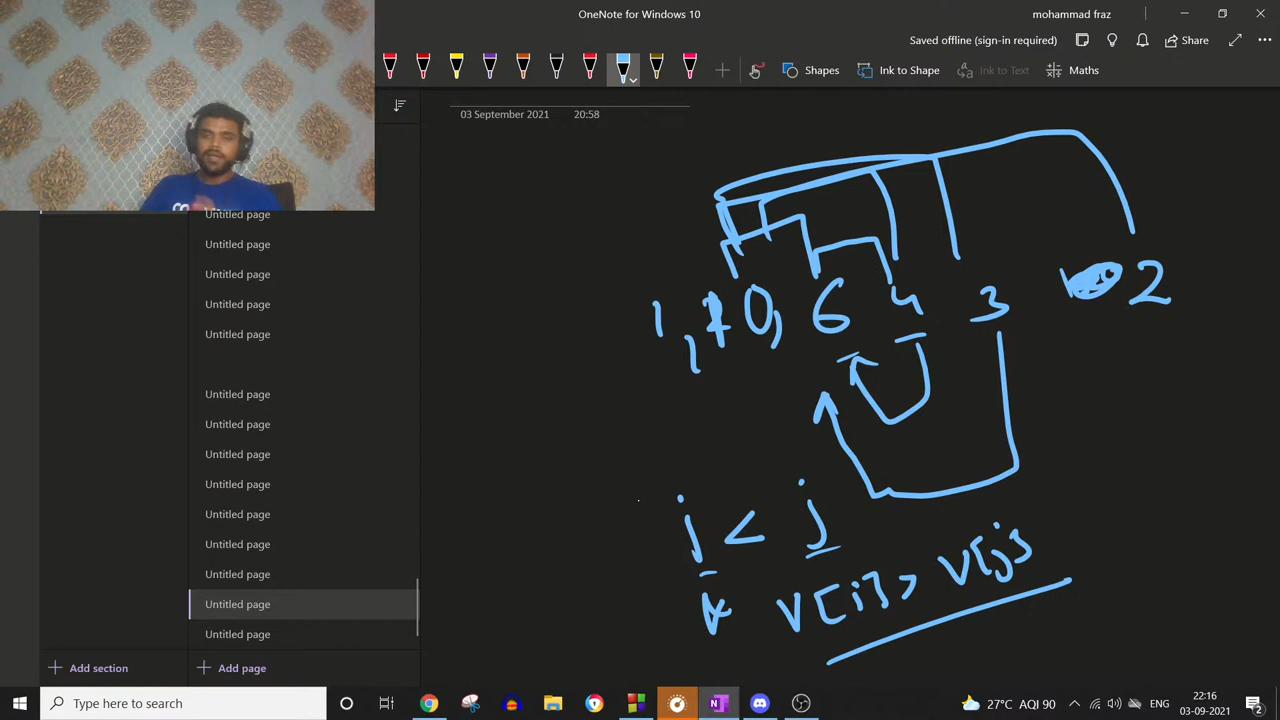 OneNote for Windows 10
mohammad fraz
Saved offline (sign-in required)
Share
Shapes
Ink to Shape
Ink to Text
Maths
03 September 2021 20:58
Untitled page
Untitled page
Untitled page
Untitled page
Untitled page
Untitled page
Untitled page
Untitled page
Untitled page
Untitled page
Untitled page
Untitled page
Untitled page
Untitled page
1, 0, 6 4 3 2
i < j
v[i] > v[j]
Add section
Add page
Type here to search
27°C AQI 90
ENG
22:16
03-09-2021
2